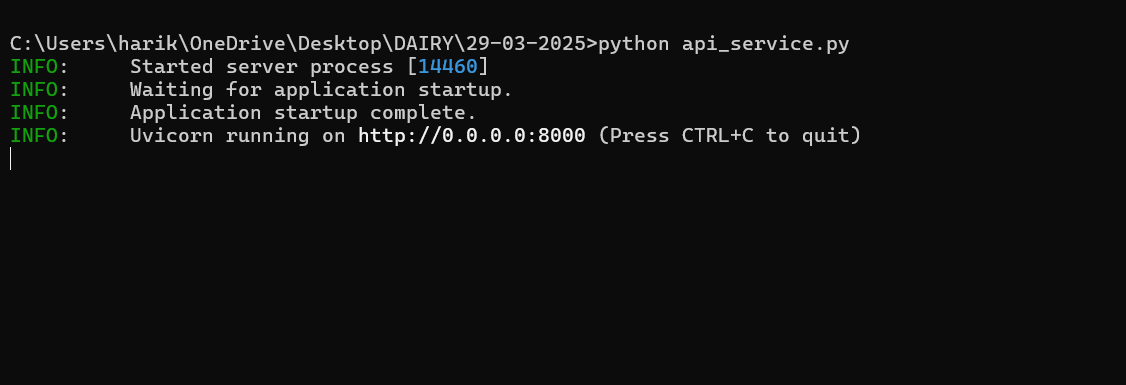 C:\Users\harik\OneDrive\Desktop\DAIRY\29-03-2025>python api_service.py
INFO:     Started server process [14460]
INFO:     Waiting for application startup.
INFO:     Application startup complete.
INFO:     Uvicorn running on http://0.0.0.0:8000 (Press CTRL+C to quit)